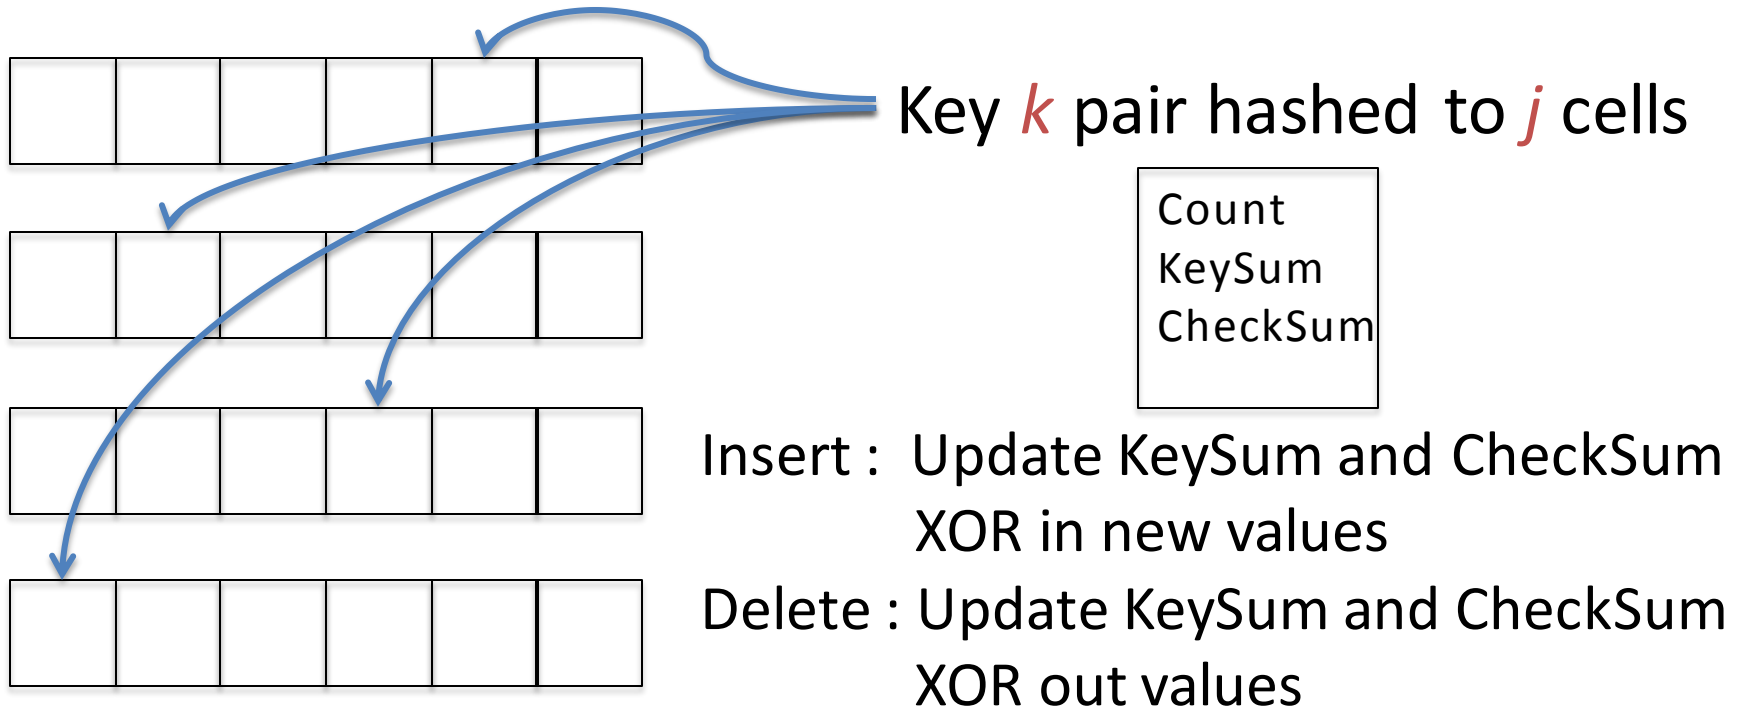 Key k pair hashed to j cells
Count
KeySum
CheckSum
Insert : Update KeySum and CheckSum
XOR in new values
Delete : Update KeySum and CheckSum
XOR out values